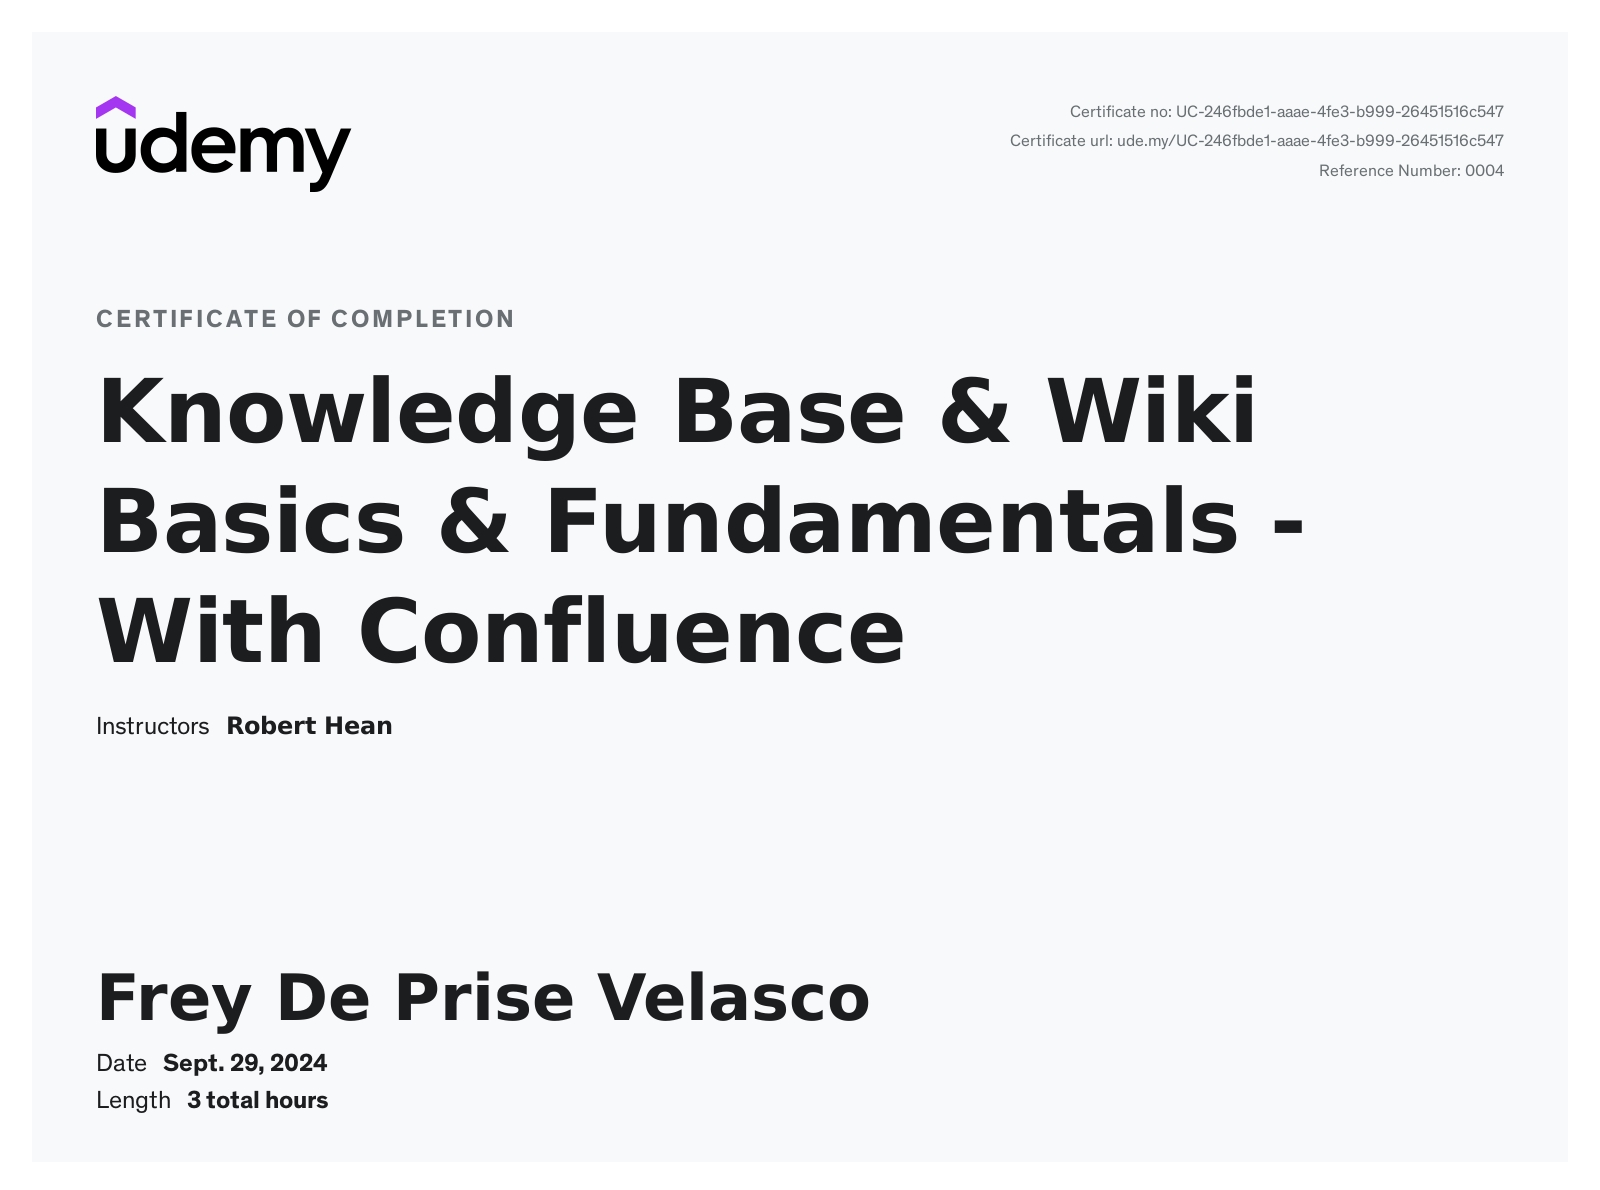 udemy
Certificate no: UC-246fbde1-aaae-4fe3-b999-26451516c547
Certificate url: ude.my/UC-246fbde1-aaae-4fe3-b999-26451516c547
Reference Number: 0004
CERTIFICATE OF COMPLETION
Knowledge Base & Wiki
Basics & Fundamentals -
With Confluence
Instructors Robert Hean
Frey De Prise Velasco
Date Sept. 29, 2024
Length 3 total hours